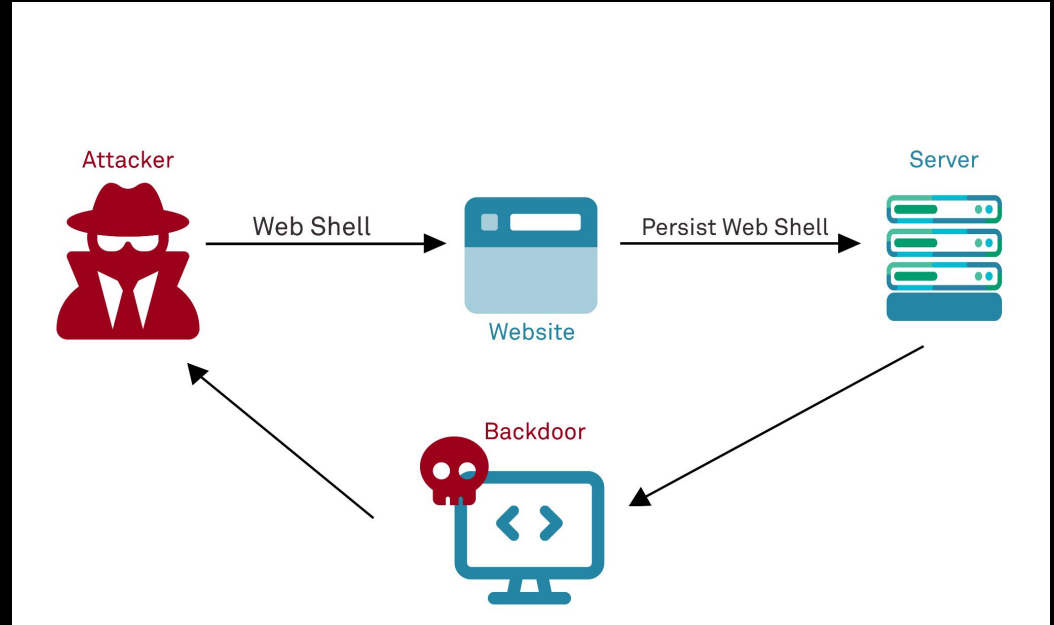 Attacker
Server
Web Shell
Persist Web Shell
Website
Backdoor